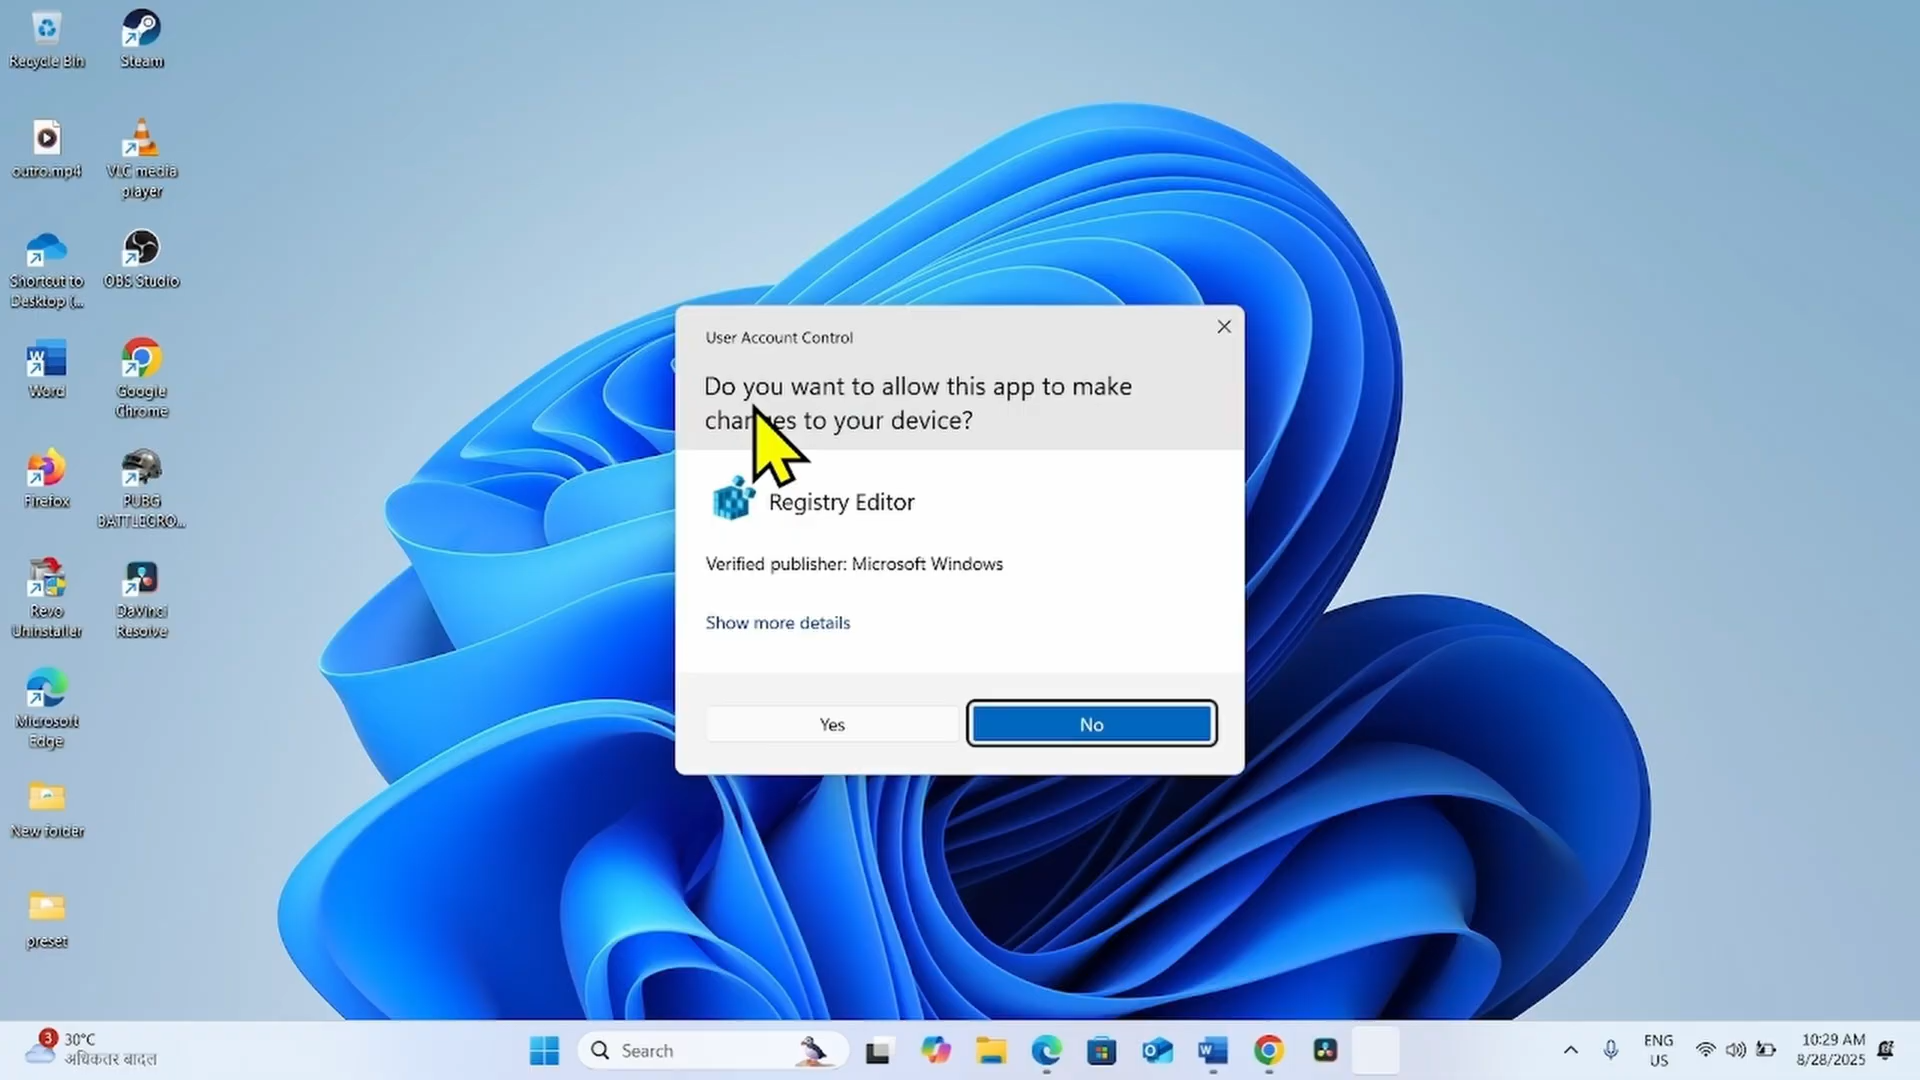 Recycle Bin
Steam
outro.mp4
VLC media
player
Shortcut to
Desktop (...
OBS Studio
Word
Google
Chrome
Firefox
PUBG
BATTLEGRO...
Revo
Uninstaller
DaVinci
Resolve
Microsoft
Edge
New folder
preset
User Account Control
Do you want to allow this app to make
changes to your device?
Registry Editor
Verified publisher: Microsoft Windows
Show more details
Yes
No
3
30°C
अधिकतर बादल
Search
ENG
US
10:29 AM
8/28/2025